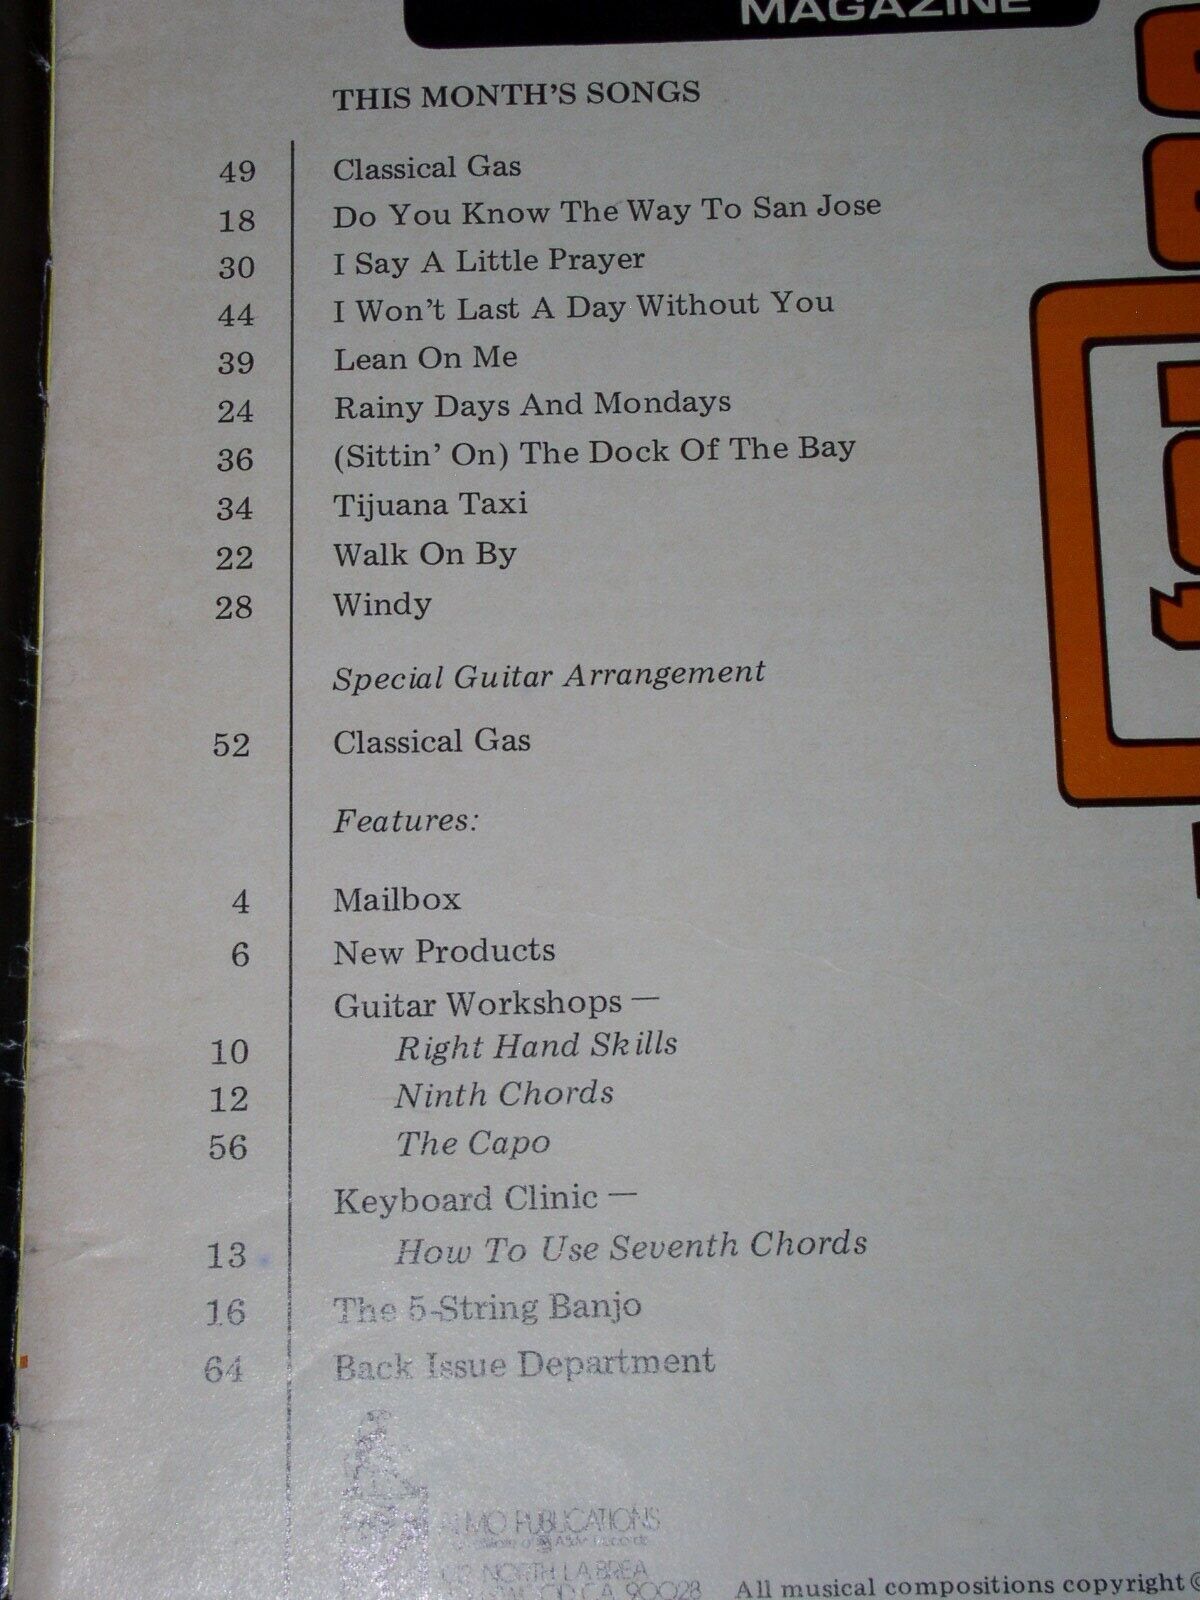 MAGAZINE
THIS MONTH'S SONGS
49 Classical Gas
18 Do You Know The Way To San Jose
30 I Say A Little Prayer
44 I Won't Last A Day Without You
39 Lean On Me
24 Rainy Days And Mondays
36 (Sittin' On) The Dock Of The Bay
34 Tijuana Taxi
22 Walk On By
28 Windy
Special Guitar Arrangement
52 Classical Gas
Features:
4 Mailbox
6 New Products
Guitar Workshops —
10 Right Hand Skills
12 Ninth Chords
56 The Capo
Keyboard Clinic —
13 How To Use Seventh Chords
16 The 5-String Banjo
64 Back Issue Department
ALMO PUBLICATIONS
NORTH LA BREA
CA. 90028
All musical compositions copyright ©